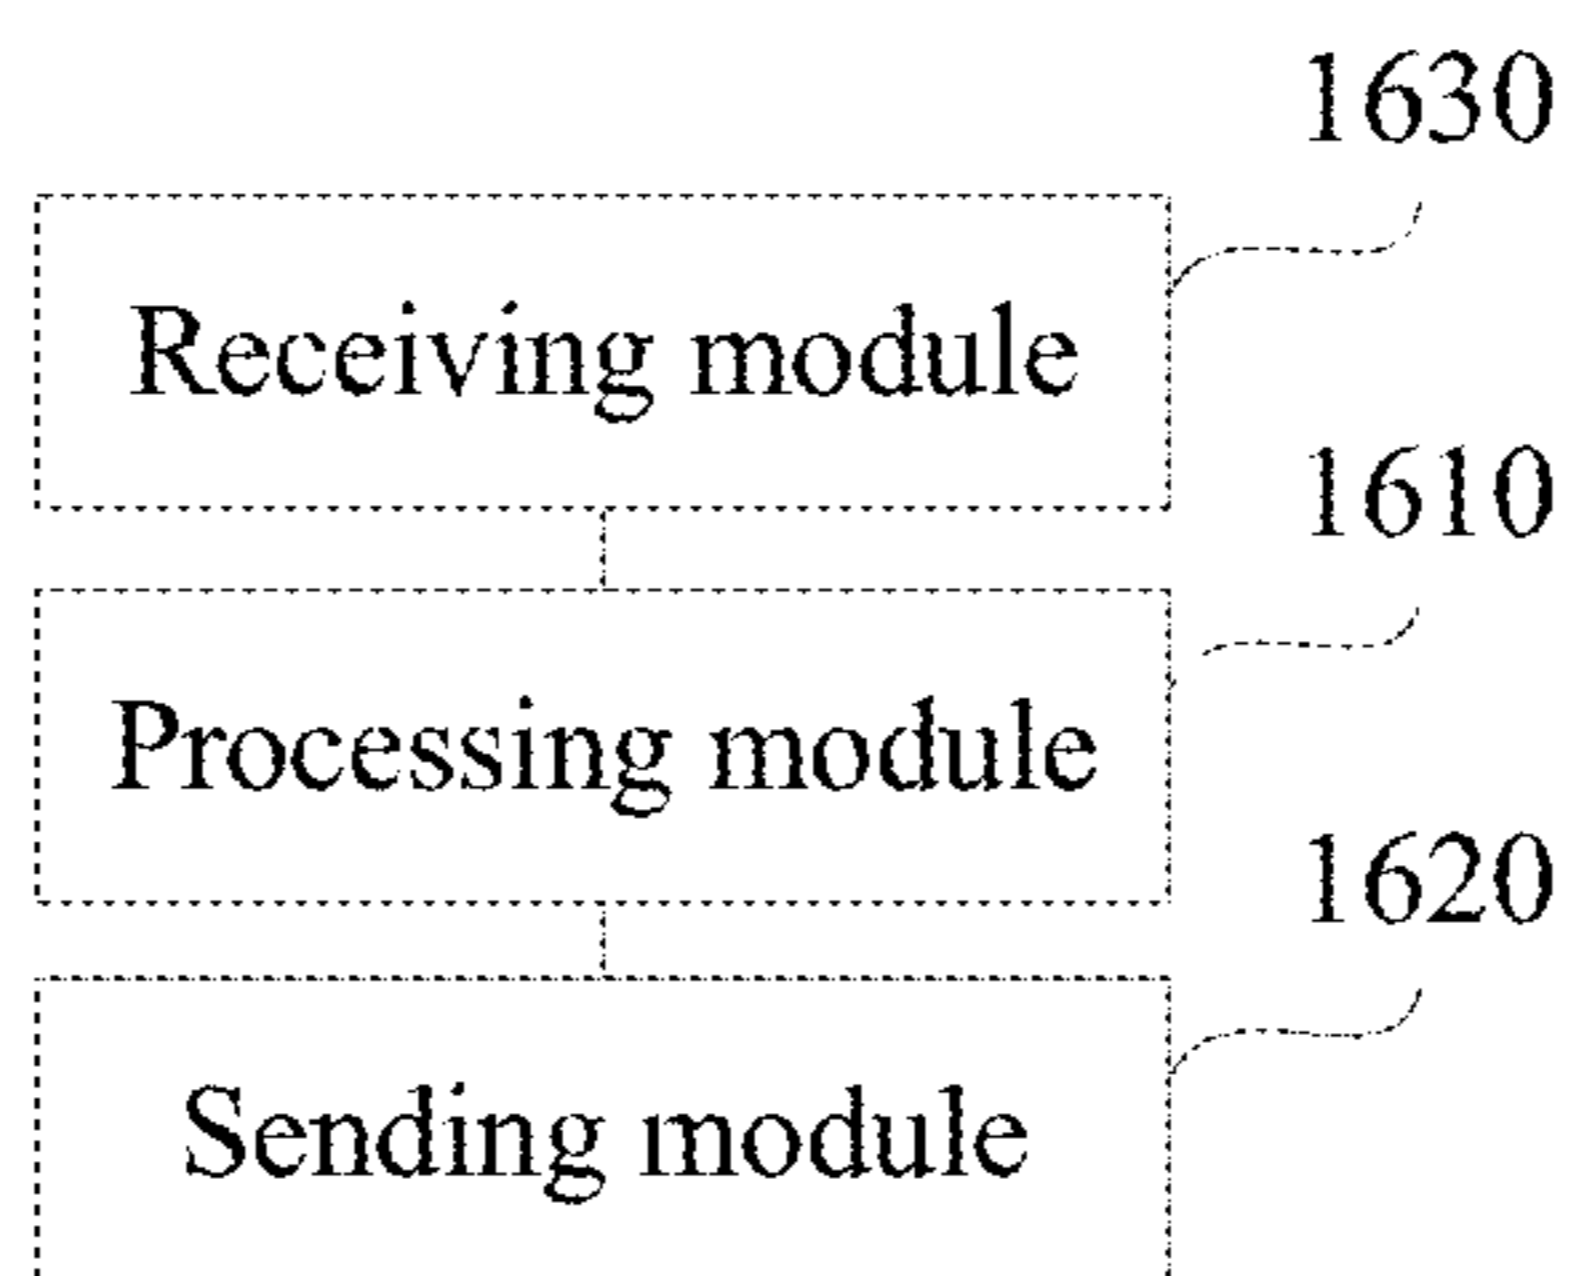 1630
Receiving module
1610
Processing module
1620
Sending module